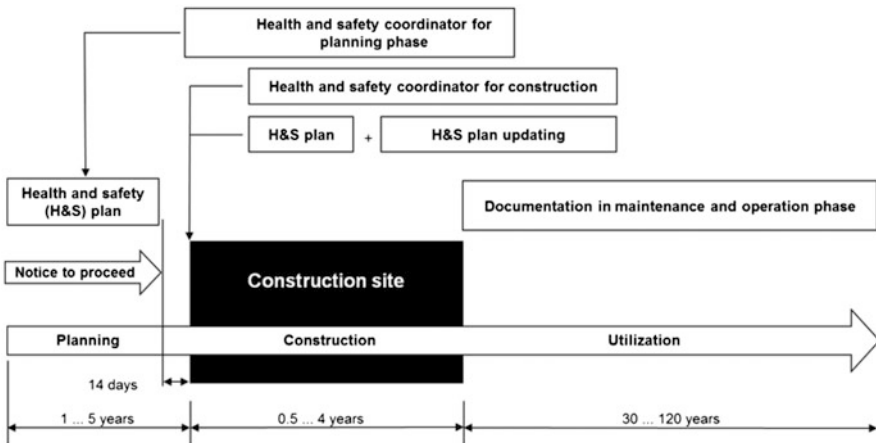 Health and safety coordinator for
planning phase
Health and safety coordinator for construction
H&S plan + H&S plan updating
Health and safety
(H&S) plan
Documentation in maintenance and operation phase
Notice to proceed
Construction site
Planning Construction Utilization
14 days
1 ... 5 years 0.5 ... 4 years 30 ... 120 years